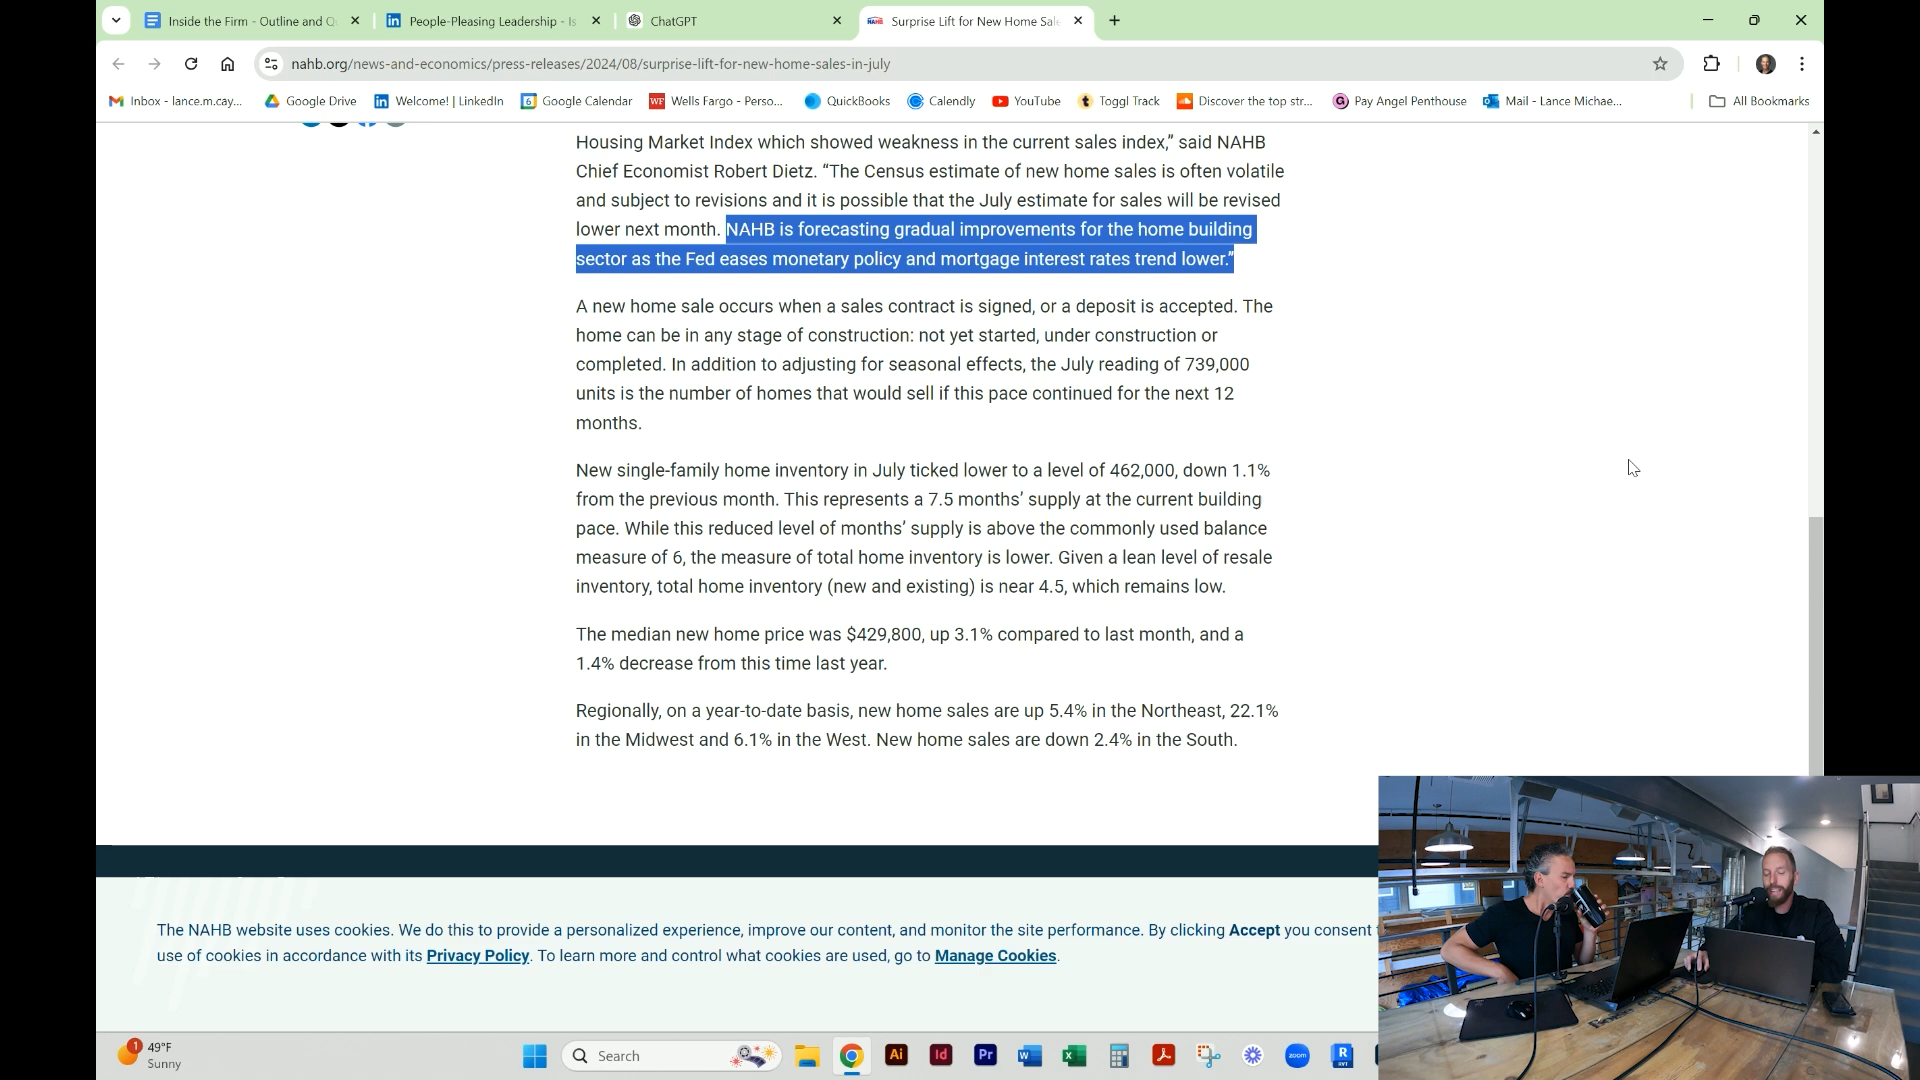 Inside the Firm - Outline and Q
People-Pleasing Leadership - Is
ChatGPT
Surprise Lift for New Home Sale
nahb.org/news-and-economics/press-releases/2024/08/surprise-lift-for-new-home-sales-in-july
Inbox - lance.m.cay...
Google Drive
Welcome! | LinkedIn
Google Calendar
Wells Fargo - Perso...
QuickBooks
Calendly
YouTube
Toggl Track
Discover the top str...
Pay Angel Penthouse
Mail - Lance Michae...
All Bookmarks
Housing Market Index which showed weakness in the current sales index,” said NAHB
Chief Economist Robert Dietz. “The Census estimate of new home sales is often volatile
and subject to revisions and it is possible that the July estimate for sales will be revised
lower next month. NAHB is forecasting gradual improvements for the home building
sector as the Fed eases monetary policy and mortgage interest rates trend lower.”
A new home sale occurs when a sales contract is signed, or a deposit is accepted. The
home can be in any stage of construction: not yet started, under construction or
completed. In addition to adjusting for seasonal effects, the July reading of 739,000
units is the number of homes that would sell if this pace continued for the next 12
months.
New single-family home inventory in July ticked lower to a level of 462,000, down 1.1%
from the previous month. This represents a 7.5 months’ supply at the current building
pace. While this reduced level of months’ supply is above the commonly used balance
measure of 6, the measure of total home inventory is lower. Given a lean level of resale
inventory, total home inventory (new and existing) is near 4.5, which remains low.
The median new home price was $429,800, up 3.1% compared to last month, and a
1.4% decrease from this time last year.
Regionally, on a year-to-date basis, new home sales are up 5.4% in the Northeast, 22.1%
in the Midwest and 6.1% in the West. New home sales are down 2.4% in the South.
The NAHB website uses cookies. We do this to provide a personalized experience, improve our content, and monitor the site performance. By clicking Accept you consent
use of cookies in accordance with its Privacy Policy. To learn more and control what cookies are used, go to Manage Cookies.
1
49°F
Sunny
Search
Ai
Id
Pr
W
X
zoom
R